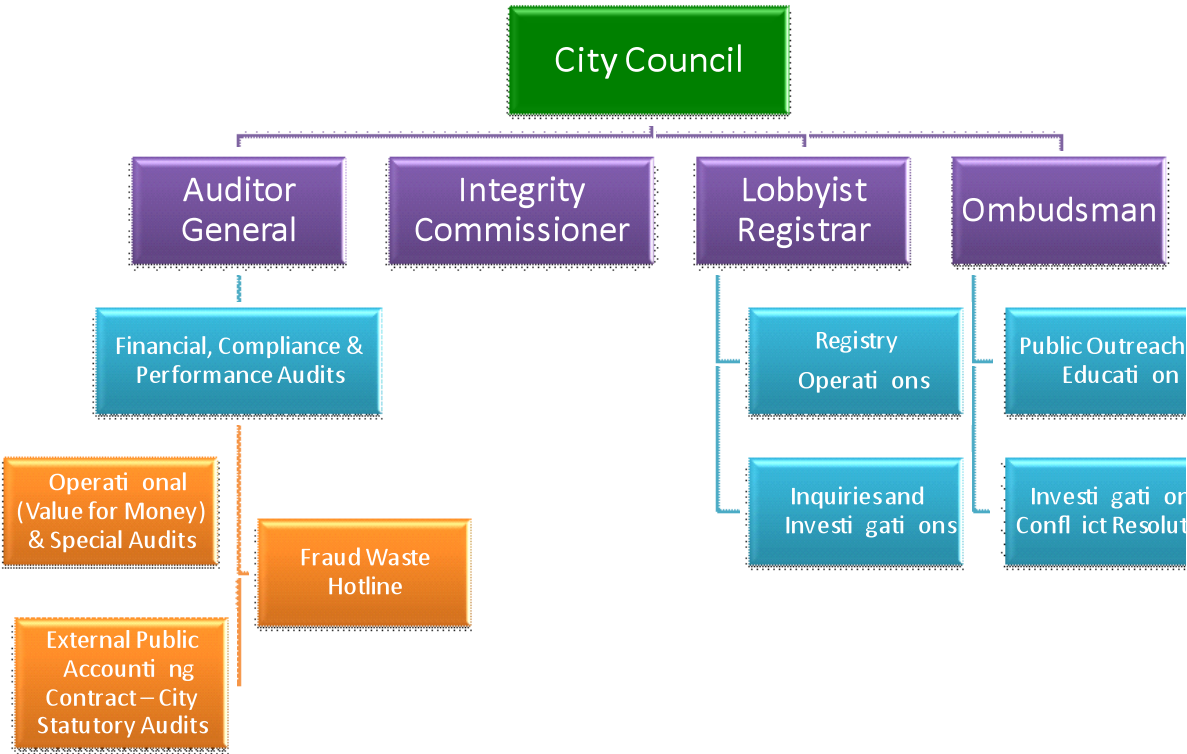 City Council
Auditor
General
Integrity
Commissioner
Lobbyist
Registrar
Ombudsman
Financial, Compliance &
Performance Audits
Registry
Operati ons
Public Outreach
Educati on
Operati onal
(Value for Money)
& Special Audits
Fraud Waste
Hotline
Inquiries and
Investi gati ons
Investi gati on
Confl ict Resolut
External Public
Accounti ng
Contract – City
Statutory Audits